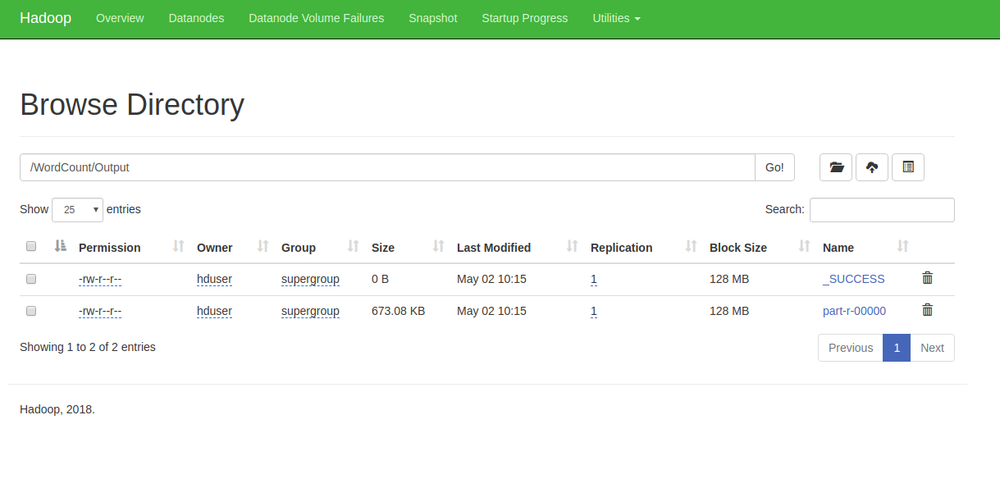 Hadoop Overview Datanodes Datanode Volume Failures Snapshot Startup Progress Utilities
Browse Directory
/WordCount/Output Go!
Show 25 entries Search:
Permission Owner Group Size Last Modified Replication Block Size Name
-rw-r--r-- hduser supergroup 0 B May 02 10:15 1 128 MB _SUCCESS
-rw-r--r-- hduser supergroup 673.08 KB May 02 10:15 1 128 MB part-r-00000
Showing 1 to 2 of 2 entries Previous 1 Next
Hadoop, 2018.